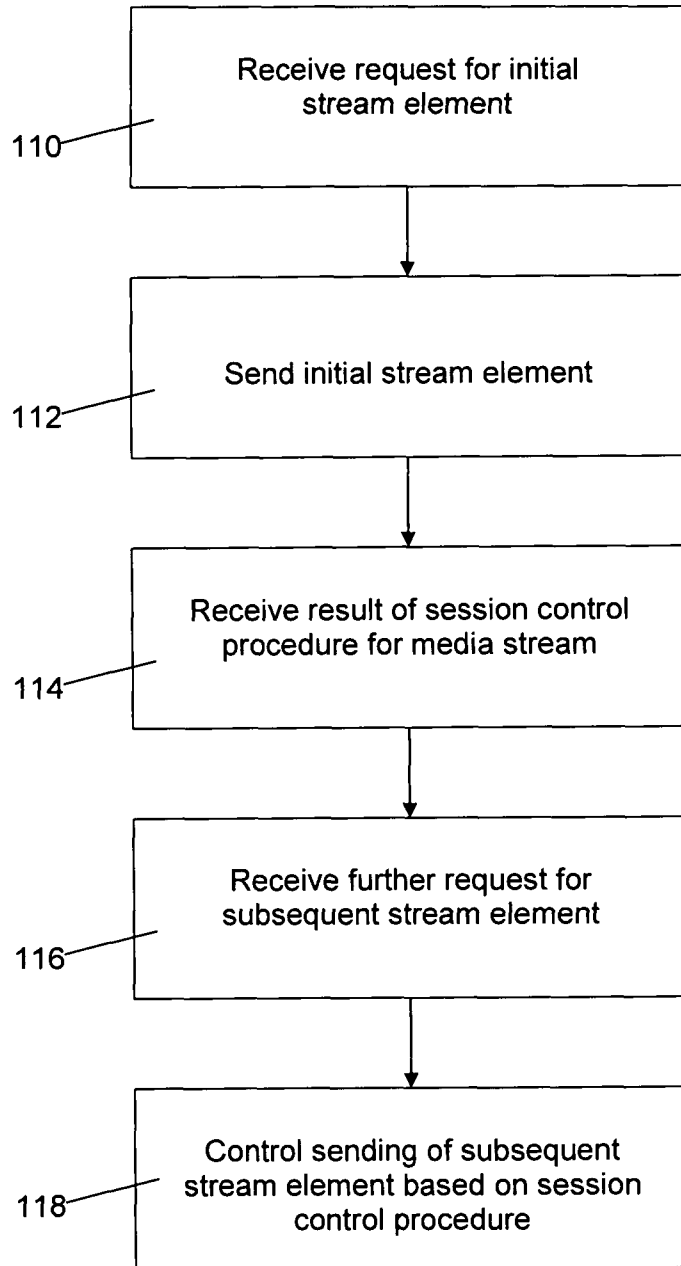 Receive request for initial
stream element
110
Send initial stream element
112
Receive result of session control
procedure for media stream
114
Receive further request for
subsequent stream element
116
Control sending of subsequent
stream element based on session
control procedure
118